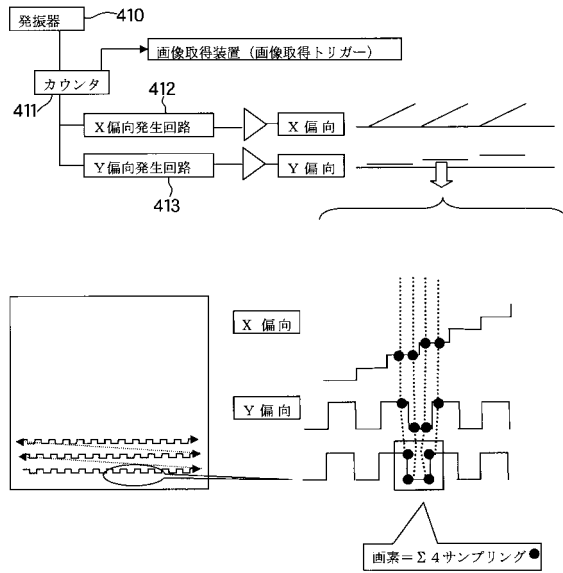 発振器
410
画像取得装置（画像取得トリガー）
カウンタ
411
412
X偏向発生回路
X 偏向
Y偏向発生回路
Y 偏向
413
X 偏向
Y 偏向
画素＝Σ４サンプリング●